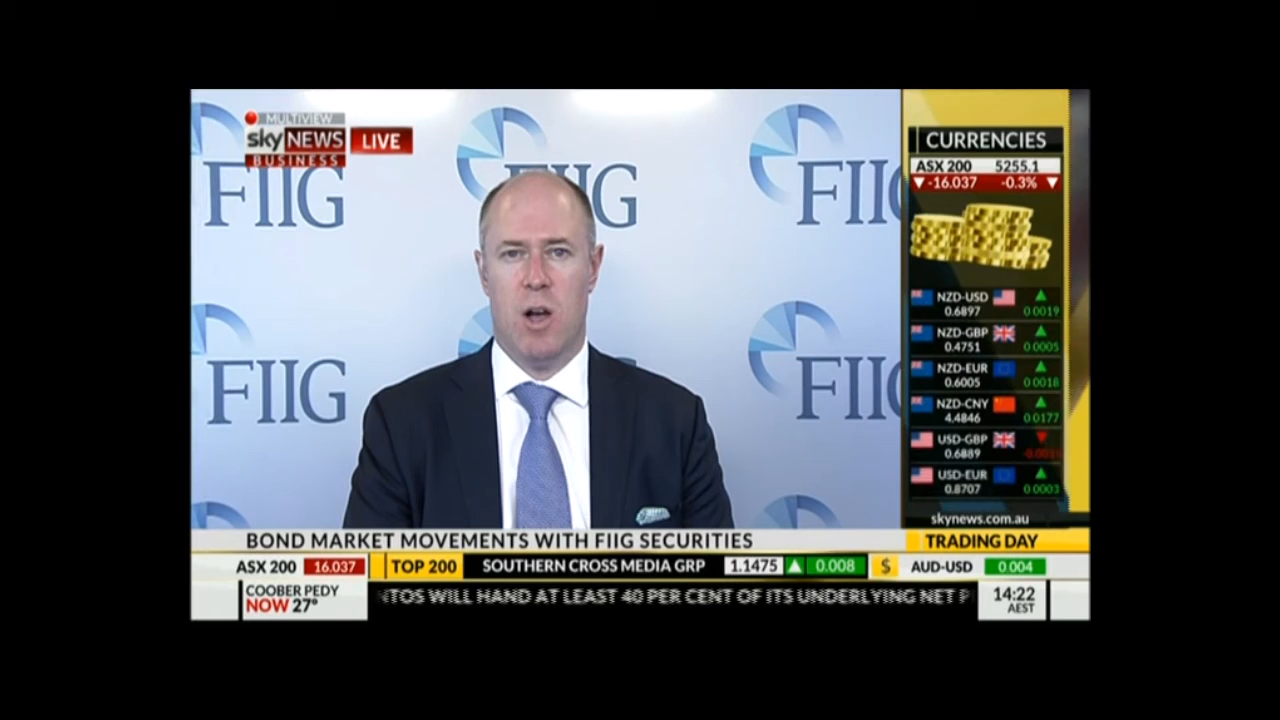 MULTIVIEW
sky NEWS
BUSINESS
LIVE
FIIG
FIIG
FIIG
FIIG
FIIG
CURRENCIES
ASX 200 5255.1
-16.037 -0.3%
NZD-USD
0.6897 0.0019
NZD-GBP
0.4751 0.0005
NZD-EUR
0.6005 0.0018
NZD-CNY
4.4846 0.0177
USD-GBP
0.6889
USD-EUR
0.8707 0.0003
skynews.com.au
BOND MARKET MOVEMENTS WITH FIIG SECURITIES
TRADING DAY
ASX 200 16.037 TOP 200 SOUTHERN CROSS MEDIA GRP 1.1475 0.008 $ AUD-USD 0.004
COOBER PEDY
NOW 27°
WILL HAND AT LEAST 40 PER CENT OF ITS UNDERLYING NET
14:22
AEST